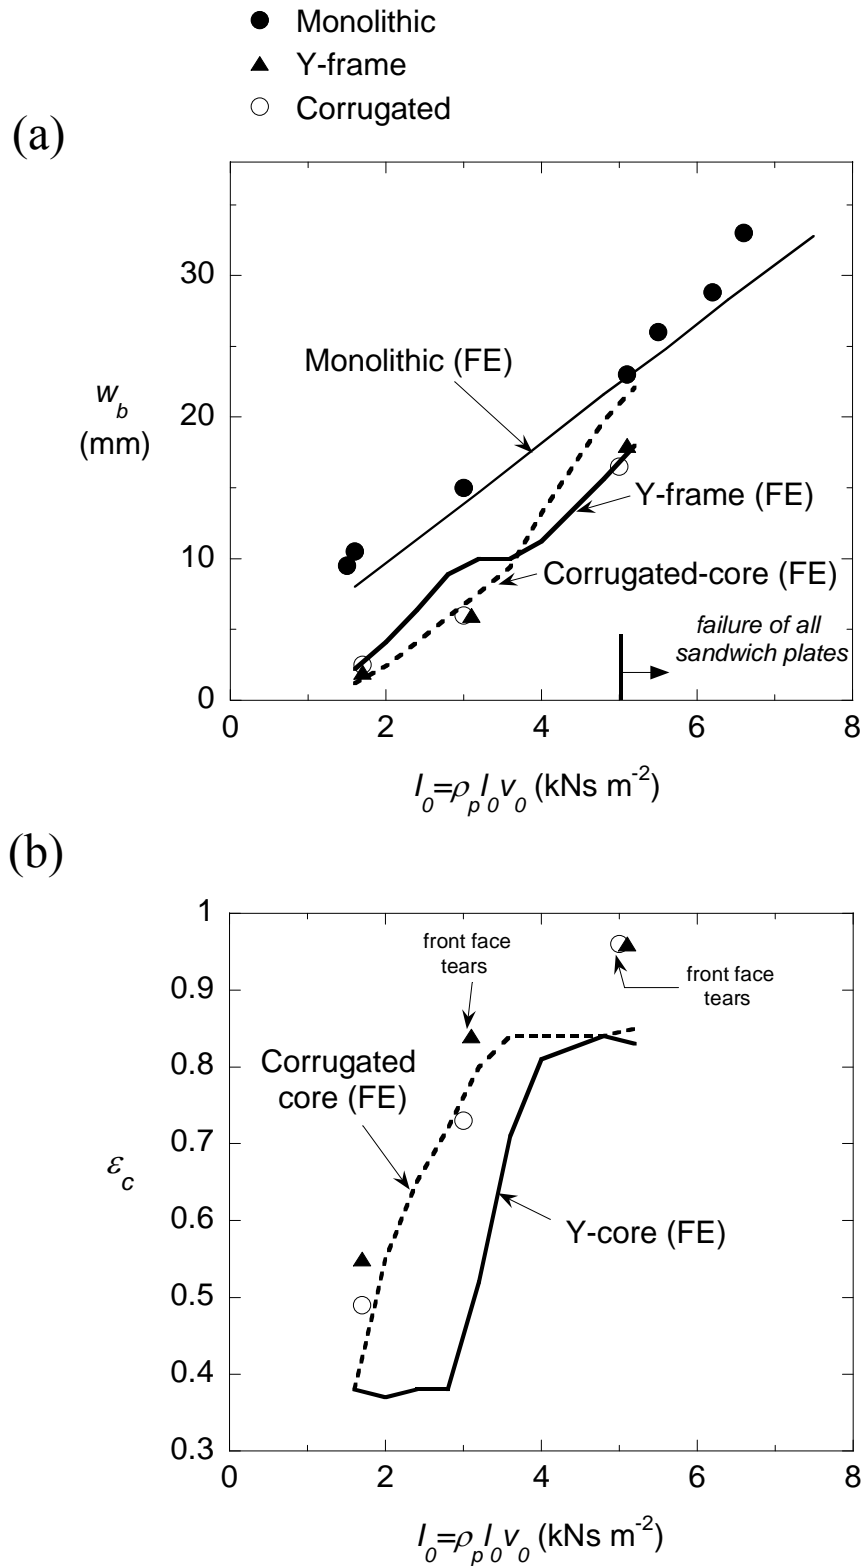 Monolithic
Y-frame
Corrugated
(a)
30
20
10
0
w_b
(mm)
Monolithic (FE)
Y-frame (FE)
Corrugated-core (FE)
failure of all
sandwich plates
0
2
4
6
8
I_0=ρ_p l_0 v_0 (kNs m^-2)
(b)
1
0.9
0.8
0.7
0.6
0.5
0.4
0.3
ε_c
front face
tears
front face
tears
Corrugated
core (FE)
Y-core (FE)
0
2
4
6
8
I_0=ρ_p l_0 v_0 (kNs m^-2)